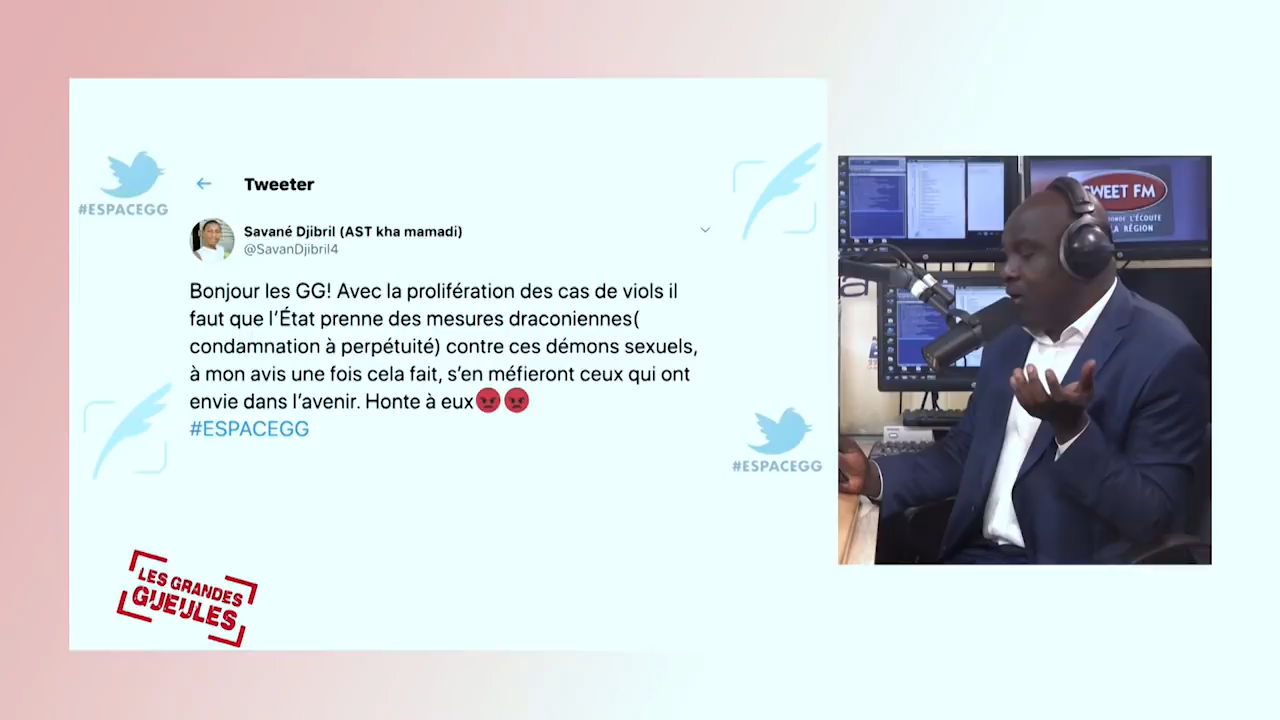 #ESPACEGG
Tweeter
Savané Djibril (AST kha mamadi)
@SavanDjibril4
Bonjour les GG! Avec la prolifération des cas de viols il
faut que l'État prenne des mesures draconiennes(
condamnation à perpétuité) contre ces démons sexuels,
à mon avis une fois cela fait, s'en méfieront ceux qui ont
envie dans l'avenir. Honte à eux😡😡
#ESPACEGG
#ESPACEGG
LES GRANDES
GUEULES
SWEET FM
L'ÉCOUTE
LA RÉGION